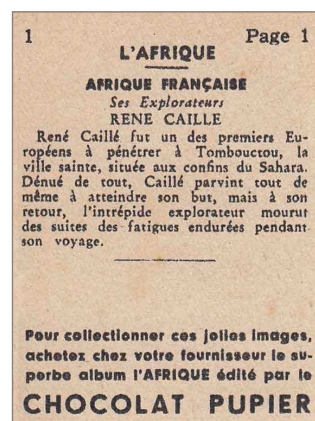 1 Page 1
L'AFRIQUE
AFRIQUE FRANÇAISE
Ses Explorateurs
RENE CAILLE
René Caillé fut un des premiers Eu-
ropéens à pénétrer à Tombouctou, la
ville sainte, située aux confins du Sahara.
Dénué de tout, Caillé parvint tout de
même à atteindre son but, mais à son
retour, l'intrépide explorateur mourut
des suites des fatigues endurées pendant
son voyage.
Pour collectionner ces jolies images,
achetez chez votre fournisseur le su-
perbe album l'AFRIQUE édité par le
CHOCOLAT PUPIER